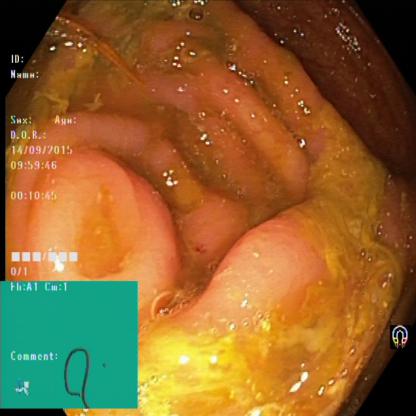 ID:
Name:
Sex: Age:
D.O.B.:
14/09/2015
09:59:46
00:10:45
0/1
Eh:A1 Cm:1
Comment: